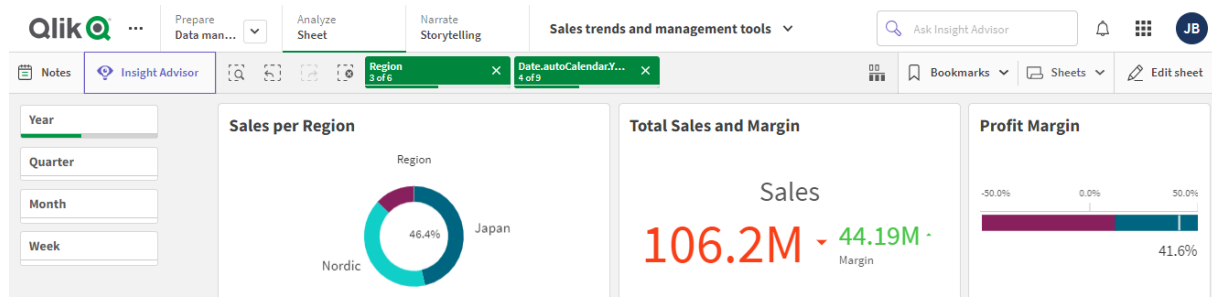 Qlik
Prepare
Data man...
Analyze
Sheet
Narrate
Storytelling
Sales trends and management tools
Ask Insight Advisor
JB
Notes
Insight Advisor
Region
3 of 6
Date.autoCalendar.Y...
4 of 9
Bookmarks
Sheets
Edit sheet
Year
Quarter
Month
Week
Sales per Region
Region
46.4%
Japan
Nordic
Total Sales and Margin
Sales
106.2M
44.19M
Margin
Profit Margin
-50.0% 0.0% 50.0%
41.6%